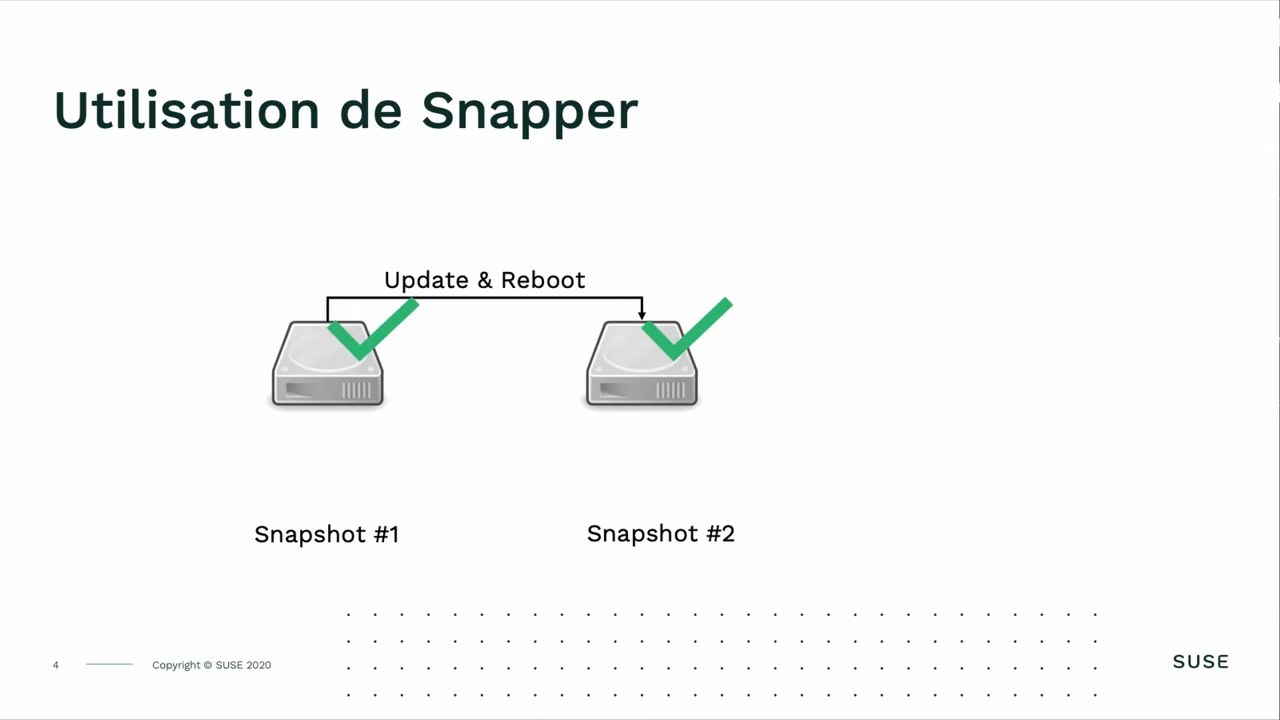 Utilisation de Snapper
Update & Reboot
Snapshot #1
Snapshot #2
4
Copyright © SUSE 2020
SUSE